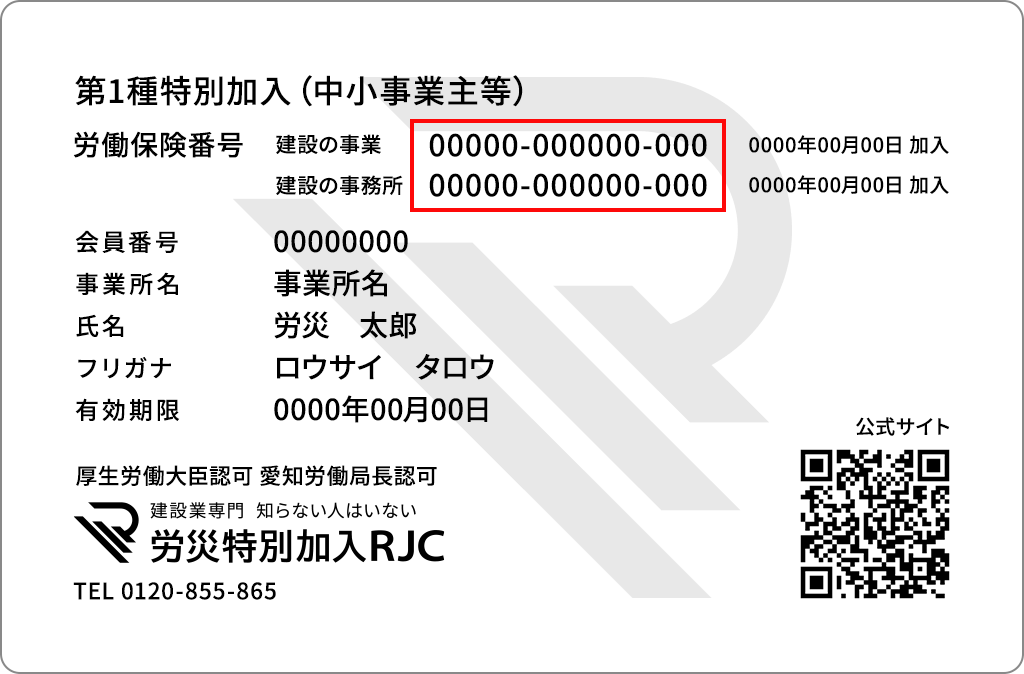 第1種特別加入（中小事業主等）
労働保険番号 建設の事業 00000-000000-000 0000年00月00日 加入
建設の事務所 00000-000000-000 0000年00月00日 加入
会員番号 00000000
事業所名 事業所名
氏名 労災　太郎
フリガナ ロウサイ　タロウ
有効期限 0000年00月00日
公式サイト
厚生労働大臣認可 愛知労働局長認可
建設業専門 知らない人はいない
労災特別加入RJC
TEL 0120-855-865